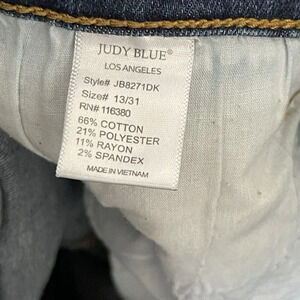 JUDY BLUE®
LOS ANGELES
Style# JB8271DK
Size# 13/31
RN# 116380
66% COTTON
21% POLYESTER
11% RAYON
2% SPANDEX
MADE IN VIETNAM